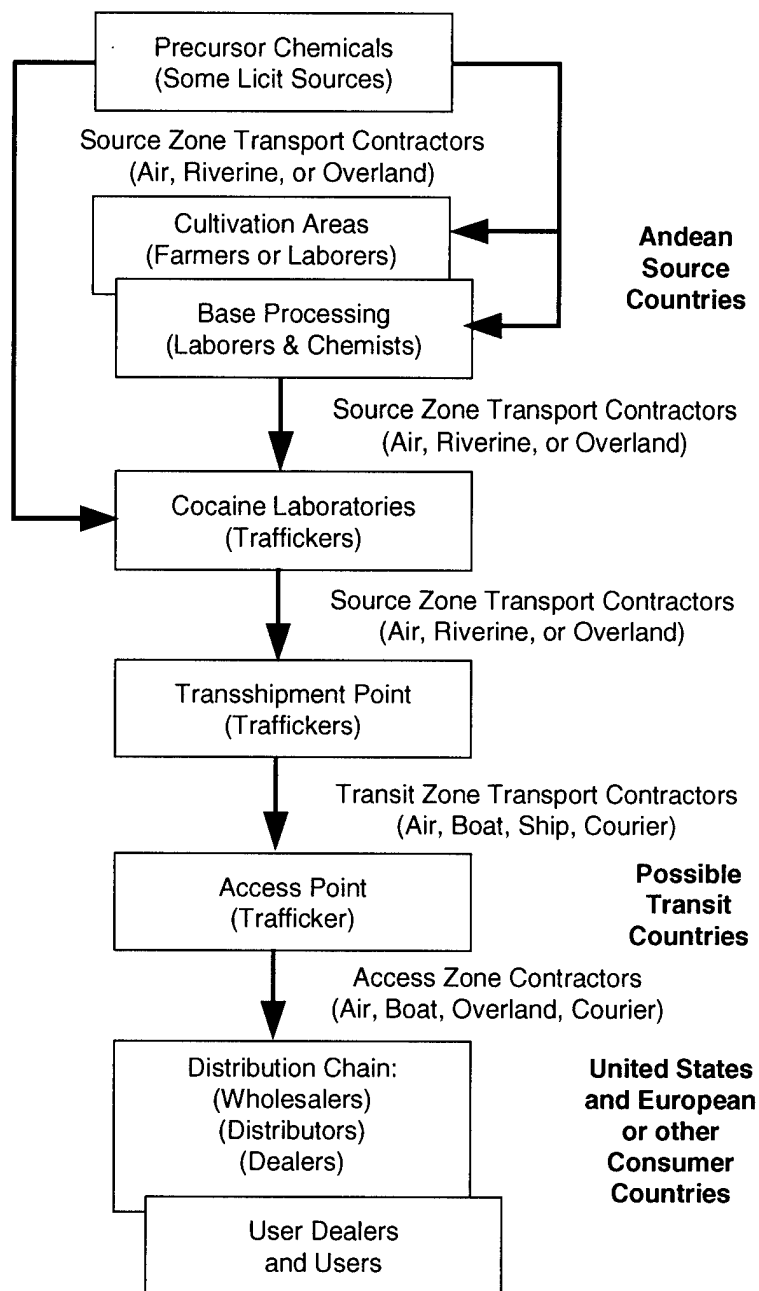 Precursor Chemicals
(Some Licit Sources)
Source Zone Transport Contractors
(Air, Riverine, or Overland)
Cultivation Areas
(Farmers or Laborers)
Andean
Source
Countries
Base Processing
(Laborers & Chemists)
Source Zone Transport Contractors
(Air, Riverine, or Overland)
Cocaine Laboratories
(Traffickers)
Source Zone Transport Contractors
(Air, Riverine, or Overland)
Transshipment Point
(Traffickers)
Transit Zone Transport Contractors
(Air, Boat, Ship, Courier)
Access Point
(Trafficker)
Possible
Transit
Countries
Access Zone Contractors
(Air, Boat, Overland, Courier)
Distribution Chain:
(Wholesalers)
(Distributors)
(Dealers)
United States
and European
or other
Consumer
Countries
User Dealers
and Users